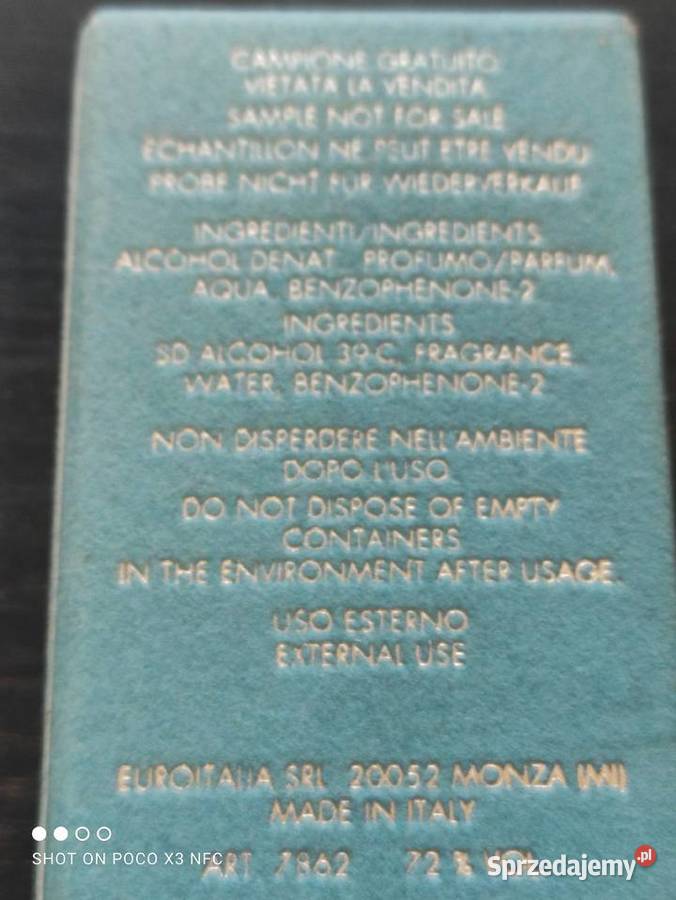 CAMPIONE GRATUITO
VIETATA LA VENDITA
SAMPLE NOT FOR SALE
ECHANTILLON NE PEUT ETRE VENDU
PROBE NICHT FÜR WIEDERVERKAUF
INGREDIENTI/INGREDIENTS
ALCOHOL DENAT., PROFUMO/PARFUM,
AQUA, BENZOPHENONE-2
INGREDIENTS
SD ALCOHOL 39-C, FRAGRANCE,
WATER, BENZOPHENONE-2
NON DISPERDERE NELL'AMBIENTE
DOPO L'USO
DO NOT DISPOSE OF EMPTY
CONTAINERS
IN THE ENVIRONMENT AFTER USAGE.
USO ESTERNO
EXTERNAL USE
EUROITALIA SRL 20052 MONZA (MI)
MADE IN ITALY
ART. 7862 72 % VOL
SHOT ON POCO X3 NFC
Sprzedajemy.pl